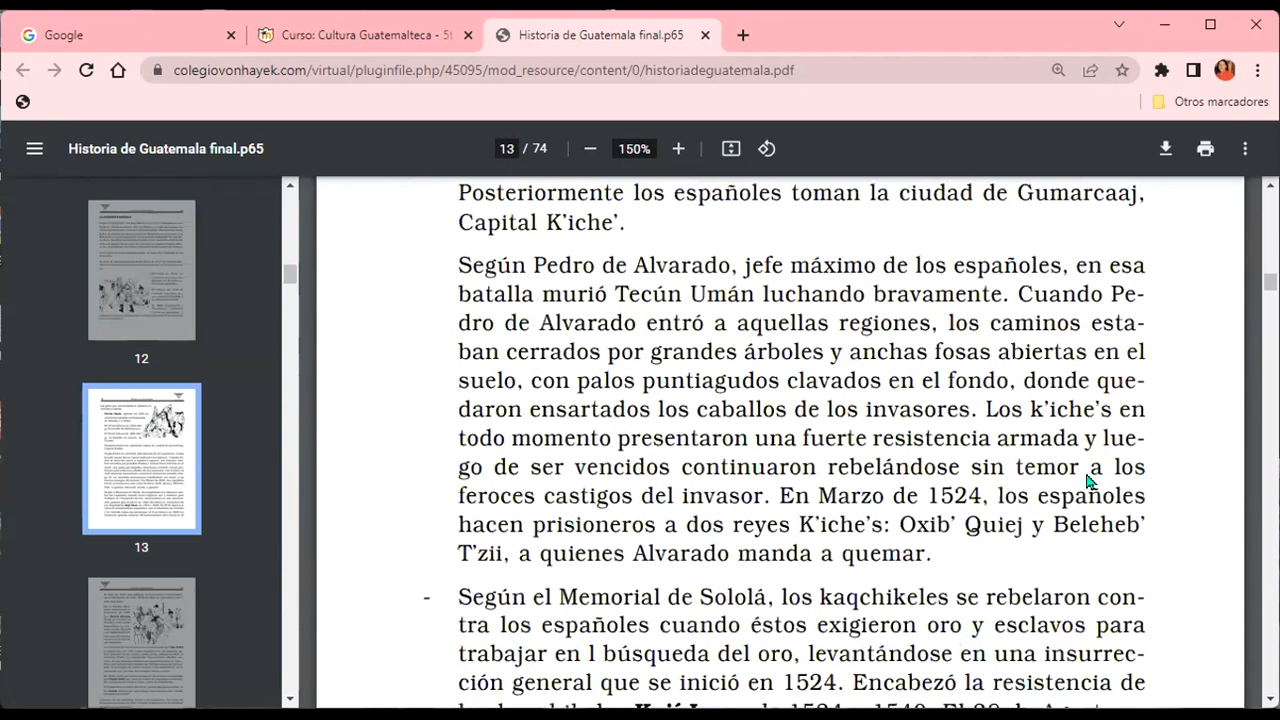 Google
Curso: Cultura Guatemalteca - 5t
Historia de Guatemala final.p65
colegiovonhayek.com/virtual/pluginfile.php/45095/mod_resource/content/0/historiadeguatemala.pdf
Otros marcadores
Historia de Guatemala final.p65
13 / 74
150%
12
13
Posteriormente los españoles toman la ciudad de Gumarcaaj,
Capital K'iche'.
Según Pedro de Alvarado, jefe máximo de los españoles, en esa
batalla murió Tecún Umán luchando bravamente. Cuando Pe-
dro de Alvarado entró a aquellas regiones, los caminos esta-
ban cerrados por grandes árboles y anchas fosas abiertas en el
suelo, con palos puntiagudos clavados en el fondo, donde que-
daron ensartados los caballos de los invasores. Los k'iche's en
todo momento presentaron una fuerte resistencia armada y lue-
go de ser vencidos continuaron rebelándose sin temor a los
feroces castigos del invasor. En Marzo de 1524, los españoles
hacen prisioneros a dos reyes K'iche's: Oxib' Quiej y Beleheb'
T'zii, a quienes Alvarado manda a quemar.
- Según el Memorial de Sololá, los kaqchikeles se rebelaron con-
tra los españoles cuando éstos exigieron oro y esclavos para
trabajar en la búsqueda del oro,
en una insurrec-
ción general que se inició en 1524. Encabezó la resistencia de